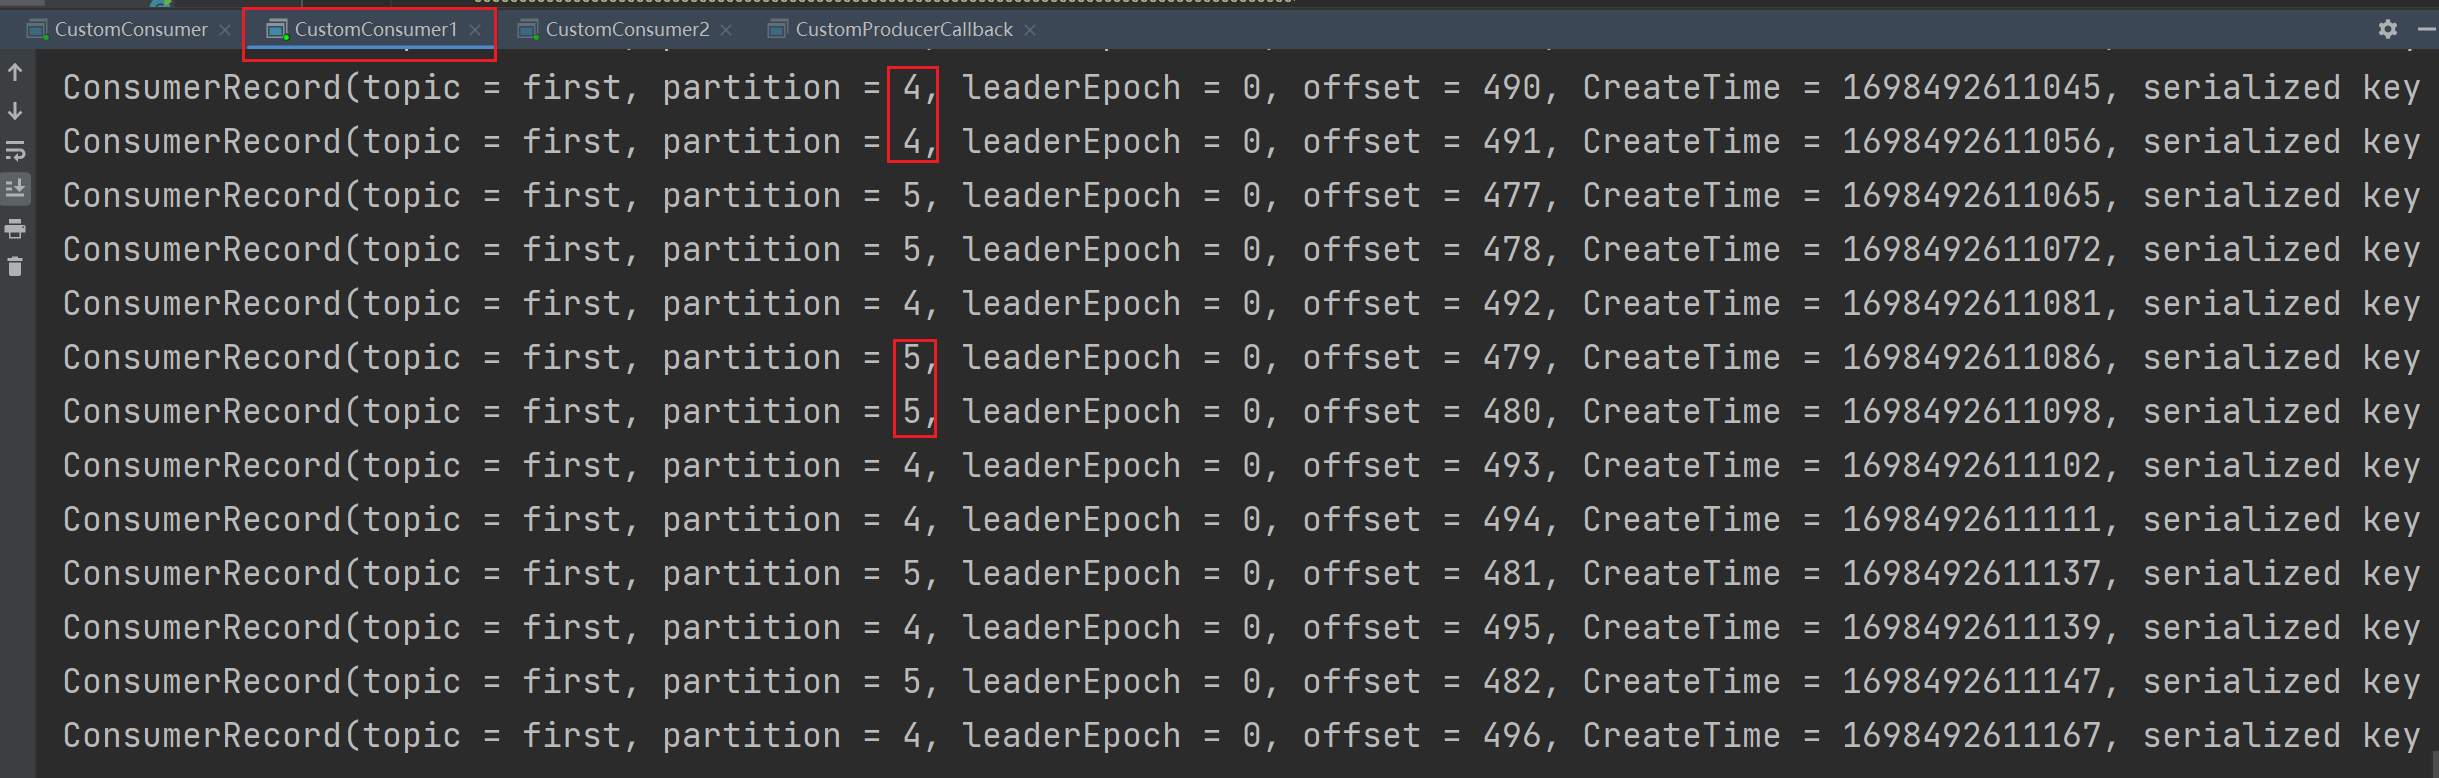 CustomConsumer CustomConsumer1 CustomConsumer2 CustomProducerCallback
ConsumerRecord(topic = first, partition = 4, leaderEpoch = 0, offset = 490, CreateTime = 1698492611045, serialized key
ConsumerRecord(topic = first, partition = 4, leaderEpoch = 0, offset = 491, CreateTime = 1698492611056, serialized key
ConsumerRecord(topic = first, partition = 5, leaderEpoch = 0, offset = 477, CreateTime = 1698492611065, serialized key
ConsumerRecord(topic = first, partition = 5, leaderEpoch = 0, offset = 478, CreateTime = 1698492611072, serialized key
ConsumerRecord(topic = first, partition = 4, leaderEpoch = 0, offset = 492, CreateTime = 1698492611081, serialized key
ConsumerRecord(topic = first, partition = 5, leaderEpoch = 0, offset = 479, CreateTime = 1698492611086, serialized key
ConsumerRecord(topic = first, partition = 5, leaderEpoch = 0, offset = 480, CreateTime = 1698492611098, serialized key
ConsumerRecord(topic = first, partition = 4, leaderEpoch = 0, offset = 493, CreateTime = 1698492611102, serialized key
ConsumerRecord(topic = first, partition = 4, leaderEpoch = 0, offset = 494, CreateTime = 1698492611111, serialized key
ConsumerRecord(topic = first, partition = 5, leaderEpoch = 0, offset = 481, CreateTime = 1698492611137, serialized key
ConsumerRecord(topic = first, partition = 4, leaderEpoch = 0, offset = 495, CreateTime = 1698492611139, serialized key
ConsumerRecord(topic = first, partition = 5, leaderEpoch = 0, offset = 482, CreateTime = 1698492611147, serialized key
ConsumerRecord(topic = first, partition = 4, leaderEpoch = 0, offset = 496, CreateTime = 1698492611167, serialized key